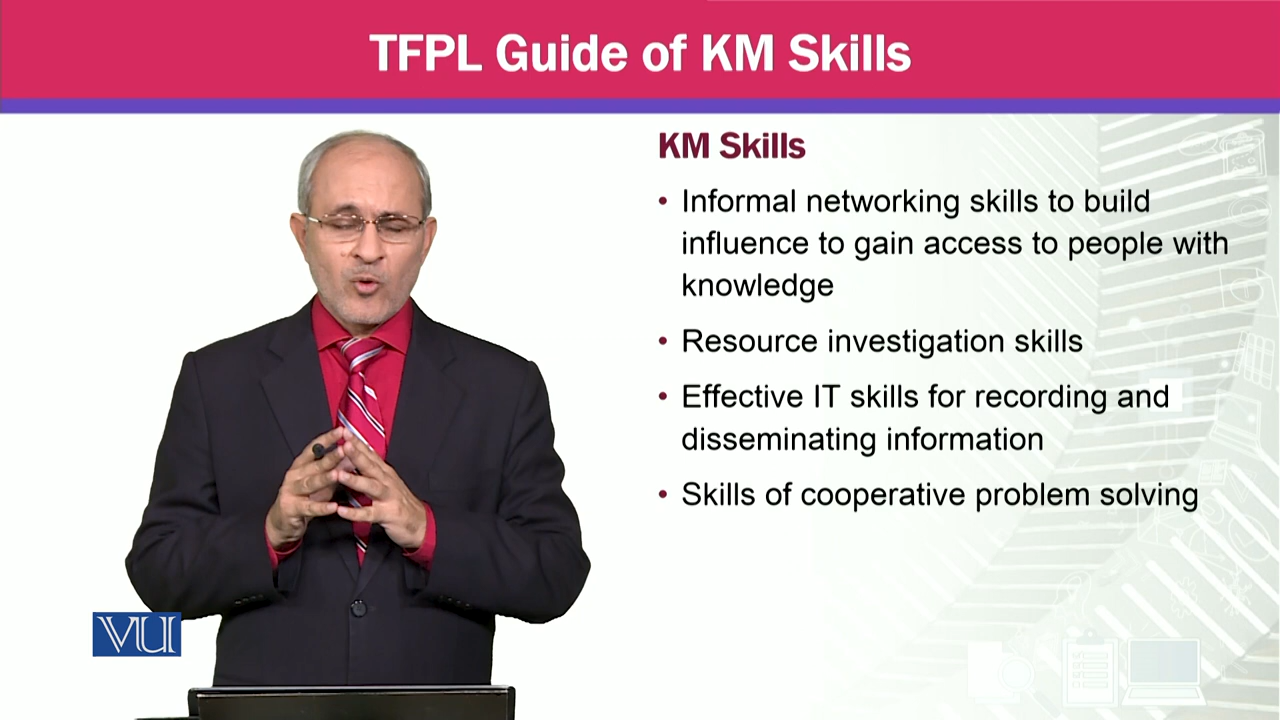 TFPL Guide of KM Skills
KM Skills
• Informal networking skills to build
influence to gain access to people with
knowledge
• Resource investigation skills
• Effective IT skills for recording and
disseminating information
• Skills of cooperative problem solving
VU